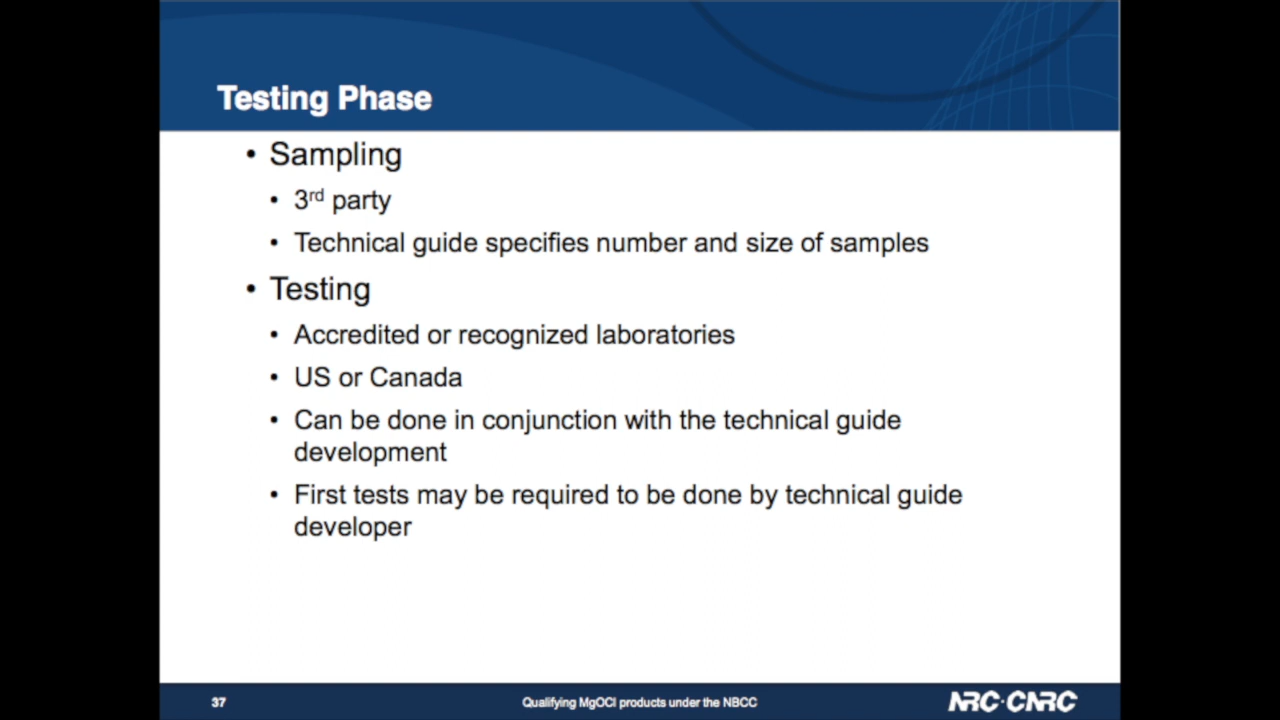 Testing Phase
• Sampling
• 3rd party
• Technical guide specifies number and size of samples
• Testing
• Accredited or recognized laboratories
• US or Canada
• Can be done in conjunction with the technical guide
development
• First tests may be required to be done by technical guide
developer
37
Qualifying MgOCl products under the NBCC
NRC·CNRC